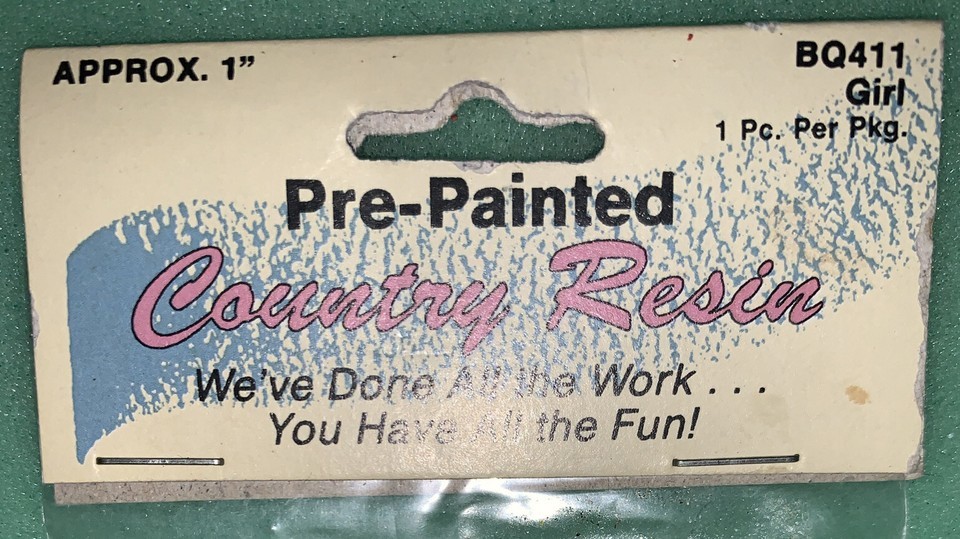 APPROX. 1”
BQ411
Girl
1 Pc. Per Pkg.
Pre-Painted
Country Resin
We've Done All the Work . . .
You Have All the Fun!